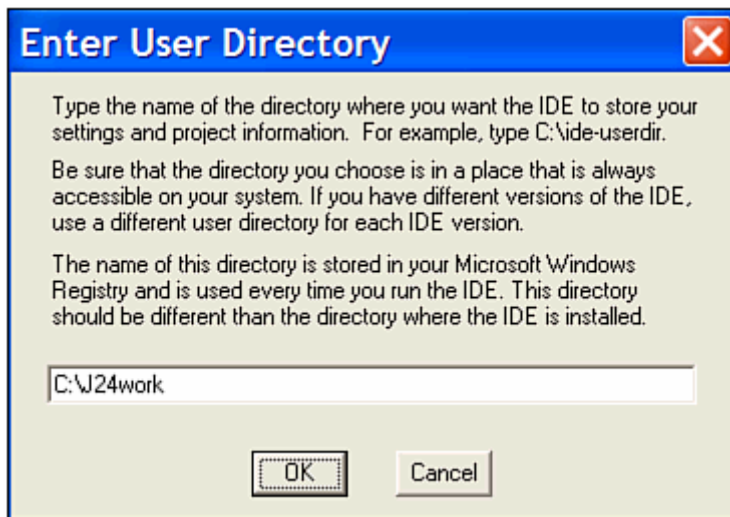 Enter User Directory
Type the name of the directory where you want the IDE to store your
settings and project information.  For example, type C:\ide-userdir.
Be sure that the directory you choose is in a place that is always
accessible on your system. If you have different versions of the IDE,
use a different user directory for each IDE version.
The name of this directory is stored in your Microsoft Windows
Registry and is used every time you run the IDE. This directory
should be different than the directory where the IDE is installed.
C:\J24work
OK
Cancel